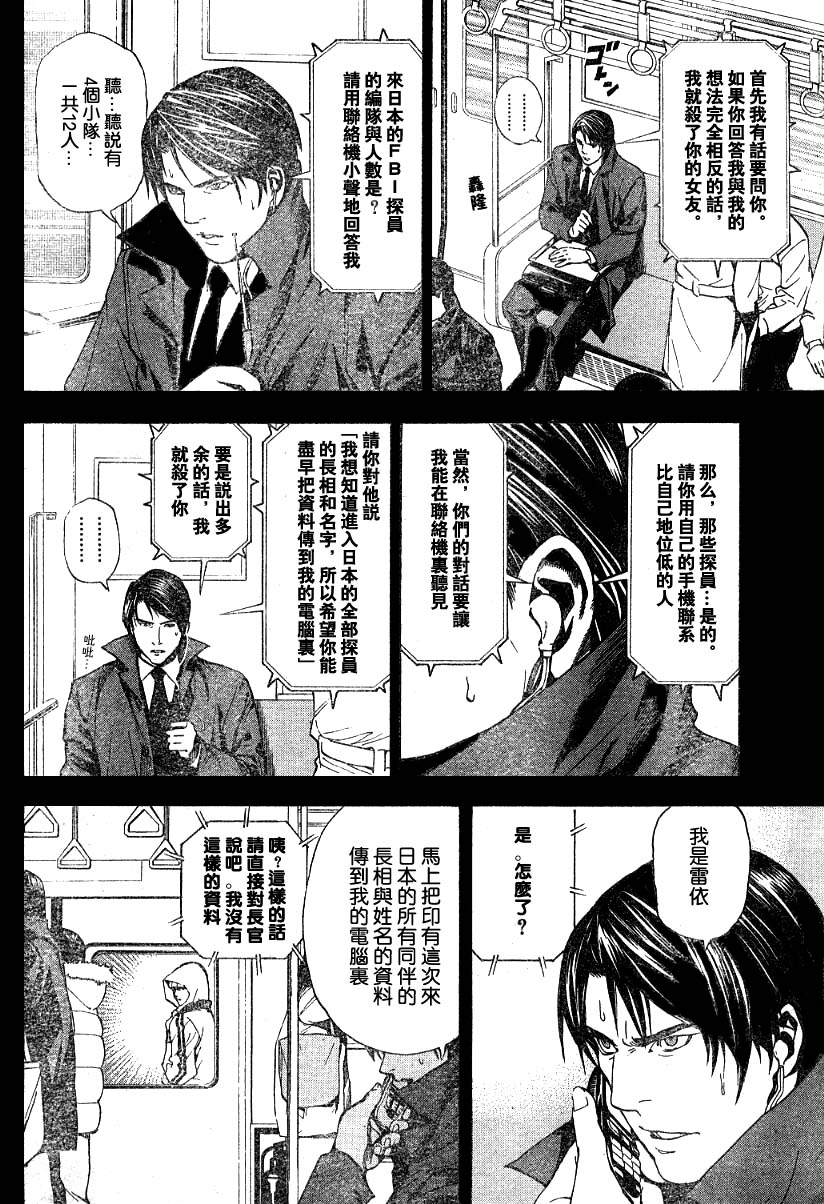 首先我有話要問你。
如果你回答我與我的
想法完全相反的話，
我就殺了你的女友。
ゴトン
………
轟隆
來日本的FBI探員
的編隊與人數是？
請用聯絡機小聲地回答我
聽…聽説有
4個小隊…
一共12人…
那么，那些探員…是的。
請你用自己的手機聯系
比自己地位低的人
當然，你們的對話要讓
我能在聯絡機裏聽見
請你對他説
「我想知道進入日本的全部探員
的長相和名字，所以希望你能
盡早把資料傳到我的電腦裏」
要是説出多
余的話，我
就殺了你
………
吡吡…
我是雷依
是。怎麼了？
馬上把印有這次來
日本的所有同伴的
長相與姓名的資料
傳到我的電腦裏
咦？這樣的話
請直接對長官
說吧。我沒有
這樣的資料